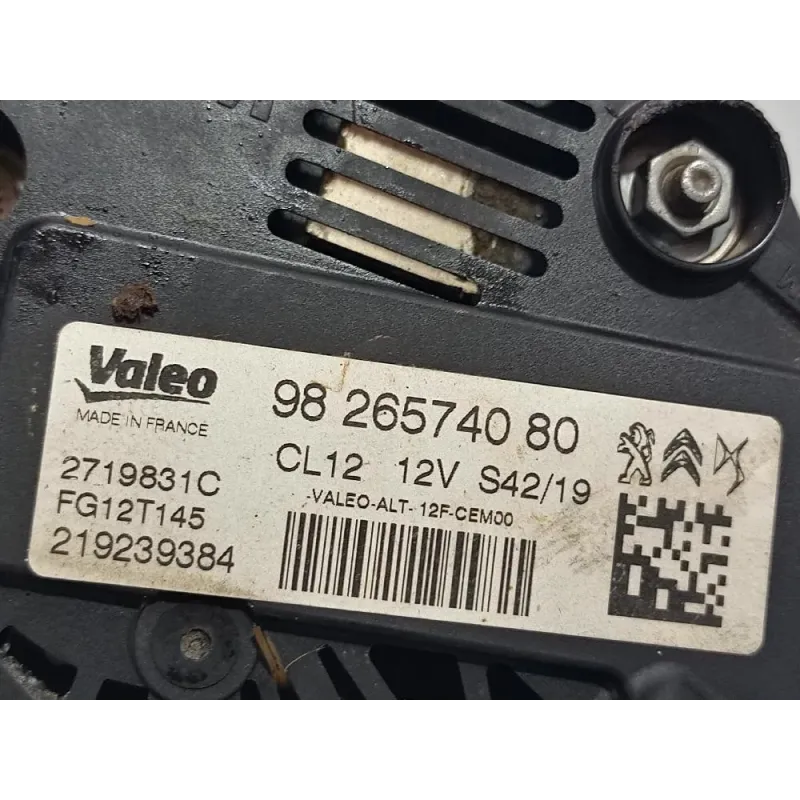 Valeo
MADE IN FRANCE
2719831C
FG12T145
219239384
98 265740 80
CL12 12V S42/19
-VALEO-ALT- 12F-CEM00